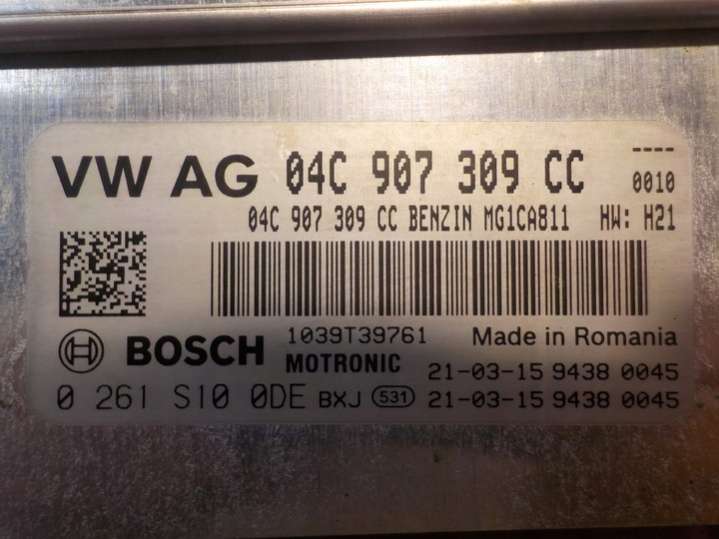 VW AG 04C 907 309 CC ----
0010
04C 907 309 CC BENZIN MG1CA811 HW: H21
BOSCH 1039T39761 Made in Romania
MOTRONIC 21-03-15 9438 0045
0 261 S10 0DE BXJ 531 21-03-15 9438 0045